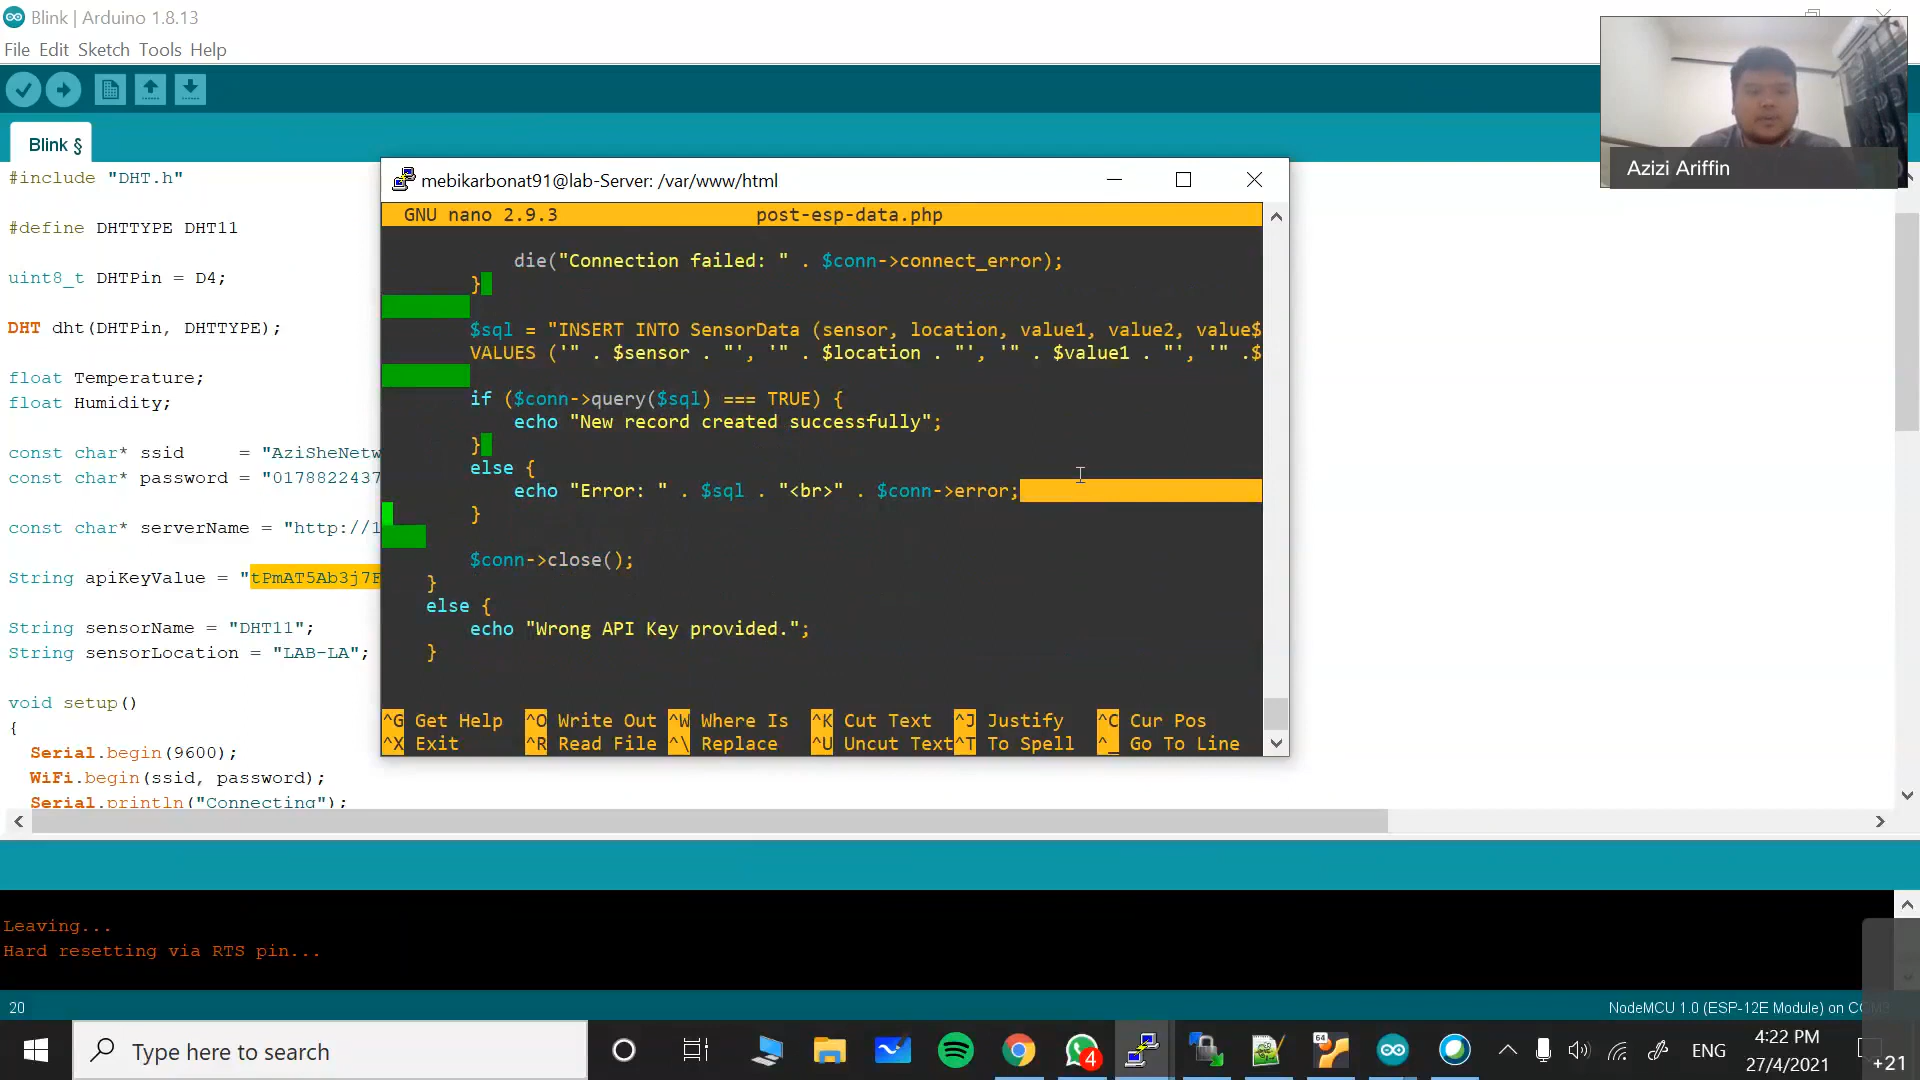 Blink | Arduino 1.8.13
File Edit Sketch Tools Help
Blink §
#include "DHT.h"
#define DHTTYPE DHT11
uint8_t DHTPin = D4;
DHT dht(DHTPin, DHTTYPE);
float Temperature;
float Humidity;
const char* ssid     = "AziSheNetw
const char* password = "0178822437
const char* serverName = "http://1
String apiKeyValue = "tPmAT5Ab3j7F
String sensorName = "DHT11";
String sensorLocation = "LAB-LA";
void setup()
{
Serial.begin(9600);
WiFi.begin(ssid, password);
Serial.println("Connecting");
mebikarbonat91@lab-Server: /var/www/html
GNU nano 2.9.3 post-esp-data.php
die("Connection failed: " . $conn->connect_error);
}
$sql = "INSERT INTO SensorData (sensor, location, value1, value2, value$
VALUES ('" . $sensor . "', '" . $location . "', '" . $value1 . "', '" .$
if ($conn->query($sql) === TRUE) {
echo "New record created successfully";
}
else {
echo "Error: " . $sql . "<br>" . $conn->error;
}
$conn->close();
}
else {
echo "Wrong API Key provided.";
}
^G Get Help ^O Write Out ^W Where Is ^K Cut Text ^J Justify ^C Cur Pos
^X Exit ^R Read File ^\ Replace ^U Uncut Text ^T To Spell ^_ Go To Line
Azizi Ariffin
Leaving...
Hard resetting via RTS pin...
20
NodeMCU 1.0 (ESP-12E Module) on
Type here to search
4
64
ENG
4:22 PM
27/4/2021
+21